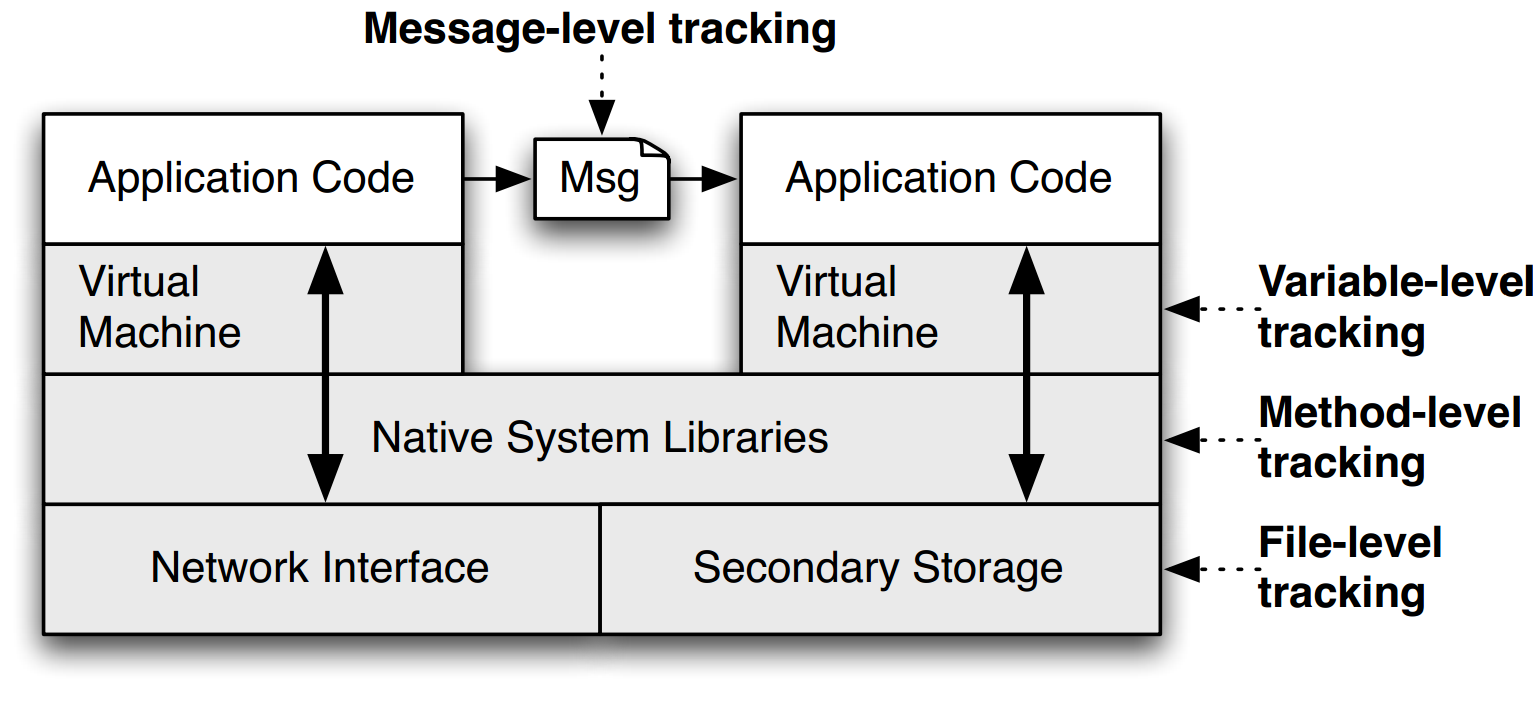 Message-level tracking
Application Code
Msg
Application Code
Virtual
Machine
Virtual
Machine
Variable-level
tracking
Native System Libraries
Method-level
tracking
Network Interface
Secondary Storage
File-level
tracking